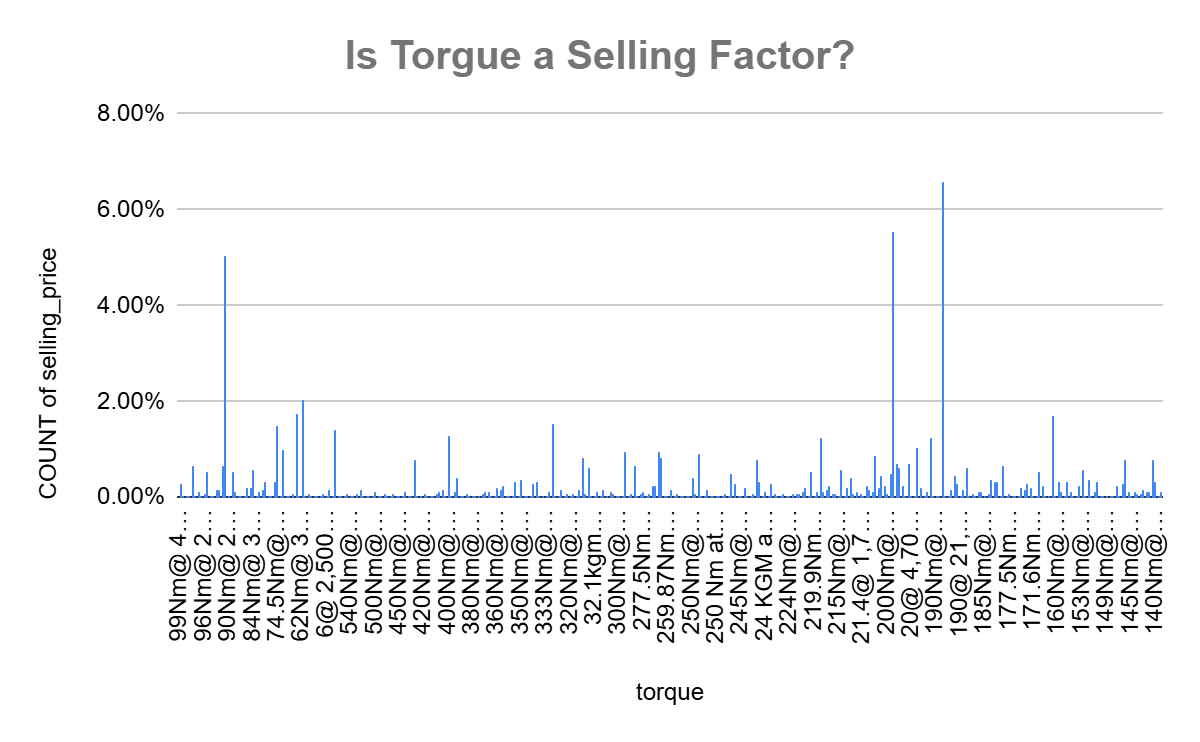 Is Torgue a Selling Factor?
8.00%
6.00%
4.00%
2.00%
0.00%
COUNT of selling_price
99Nm@ 4…
96Nm@ 2…
90Nm@ 2…
84Nm@ 3…
74.5Nm@…
62Nm@ 3…
6@ 2,500…
540Nm@…
500Nm@…
450Nm@…
420Nm@…
400Nm@…
380Nm@…
360Nm@…
350Nm@…
333Nm@…
320Nm@…
32.1kgm…
300Nm@…
277.5Nm…
259.87Nm…
250Nm@…
250 Nm at…
245Nm@…
24 KGM a…
224Nm@…
219.9Nm…
215Nm@…
21.4@ 1,7…
200Nm@…
20@ 4,70…
190Nm@…
190@ 21,…
185Nm@…
177.5Nm…
171.6Nm…
160Nm@…
153Nm@…
149Nm@…
145Nm@…
140Nm@…
torque